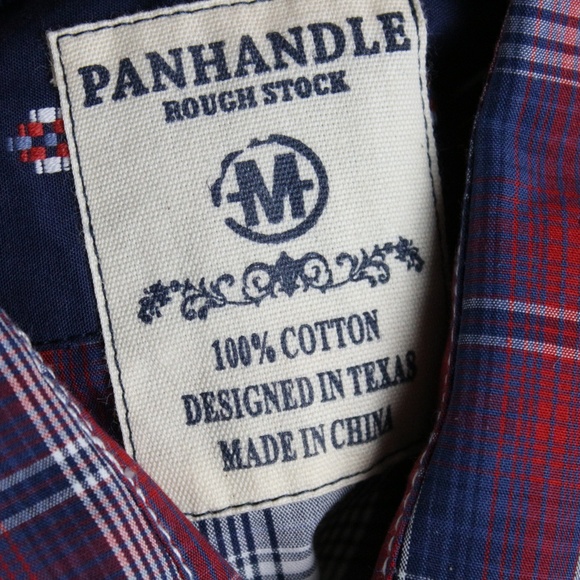 PANHANDLE
ROUGH STOCK
M
100% COTTON
DESIGNED IN TEXAS
MADE IN CHINA